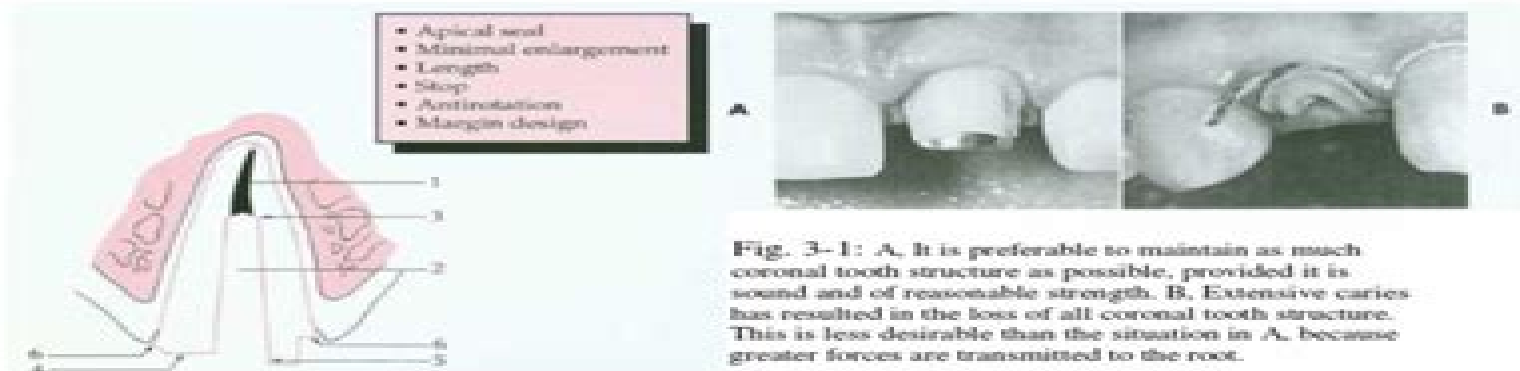 • Apical seal
• Minimal enlargement
• Length
• Stop
• Antirotation
• Margin design
1
3
2
6
6
5
4
A
B
Fig. 3-1: A, It is preferable to maintain as much
coronal tooth structure as possible, provided it is
sound and of reasonable strength. B, Extensive caries
has resulted in the loss of all coronal tooth structure.
This is less desirable than the situation in A, because
greater forces are transmitted to the root.